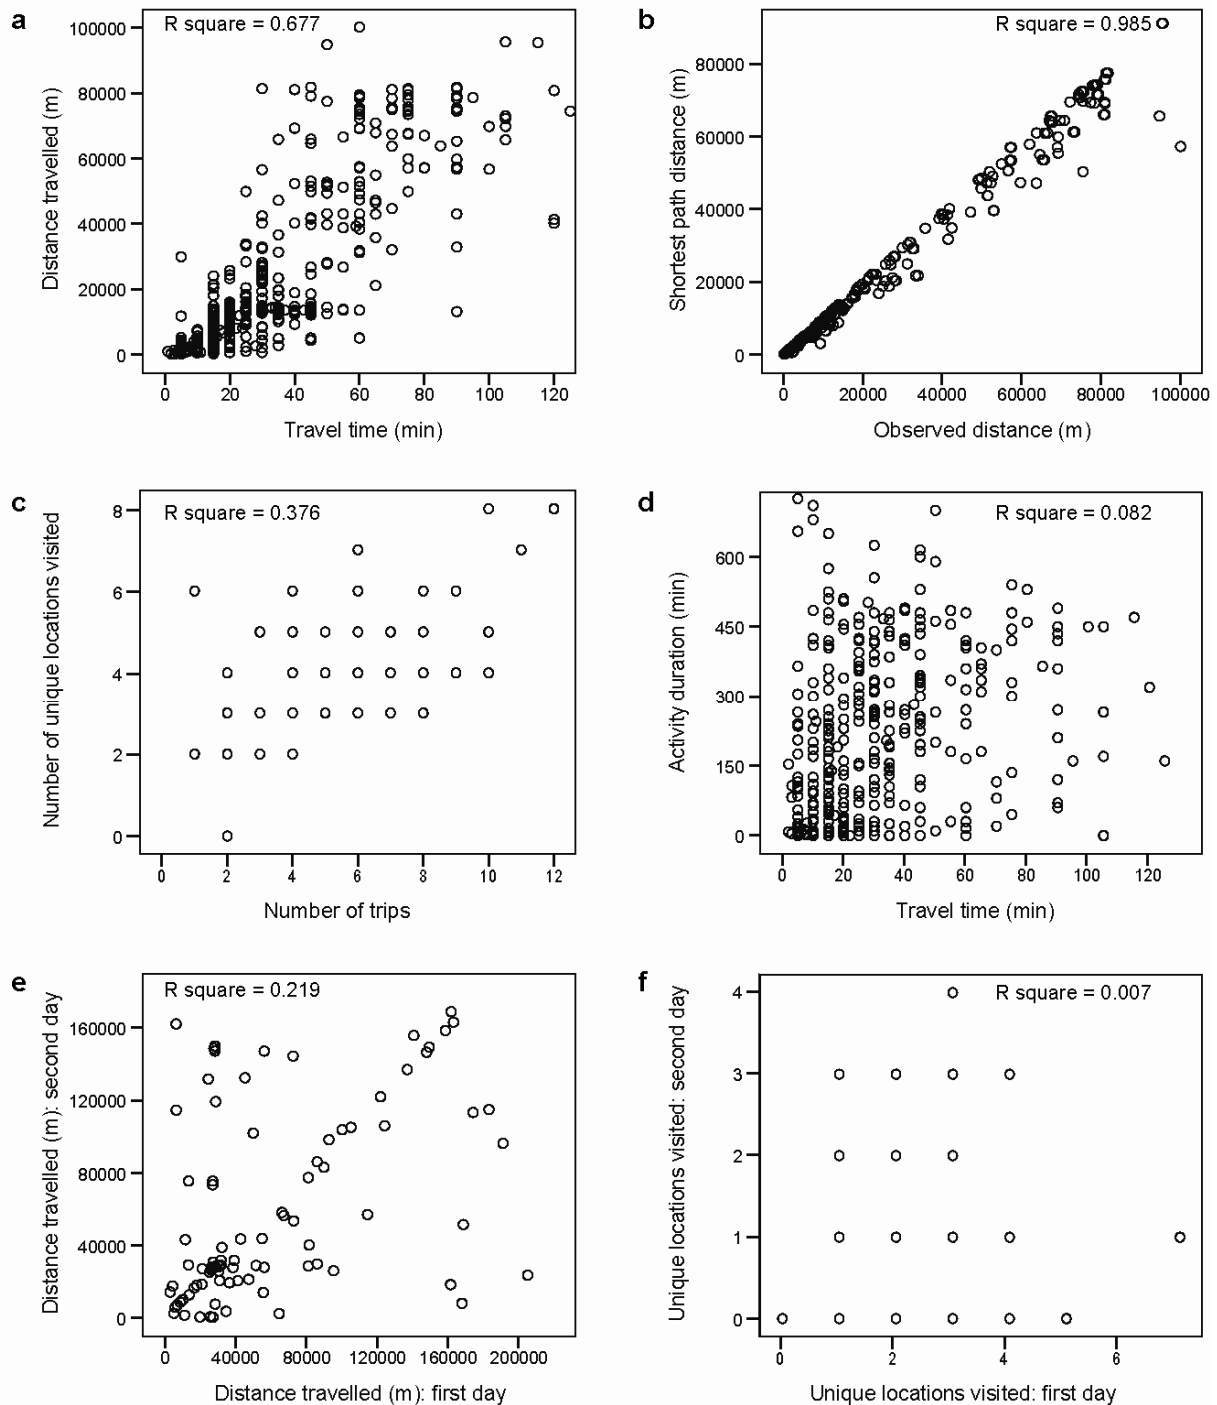 a
R square = 0.677
100000
80000
60000
40000
20000
0
Distance travelled (m)
0 20 40 60 80 100 120
Travel time (min)
b
R square = 0.985
80000
60000
40000
20000
0
Shortest path distance (m)
0 20000 40000 60000 80000 100000
Observed distance (m)
c
R square = 0.376
8
6
4
2
0
Number of unique locations visited
0 2 4 6 8 10 12
Number of trips
d
R square = 0.082
600
450
300
150
0
Activity duration (min)
0 20 40 60 80 100 120
Travel time (min)
e
R square = 0.219
160000
120000
80000
40000
0
Distance travelled (m): second day
0 40000 80000 120000 160000 200000
Distance travelled (m): first day
f
R square = 0.007
4
3
2
1
0
Unique locations visited: second day
0 2 4 6
Unique locations visited: first day